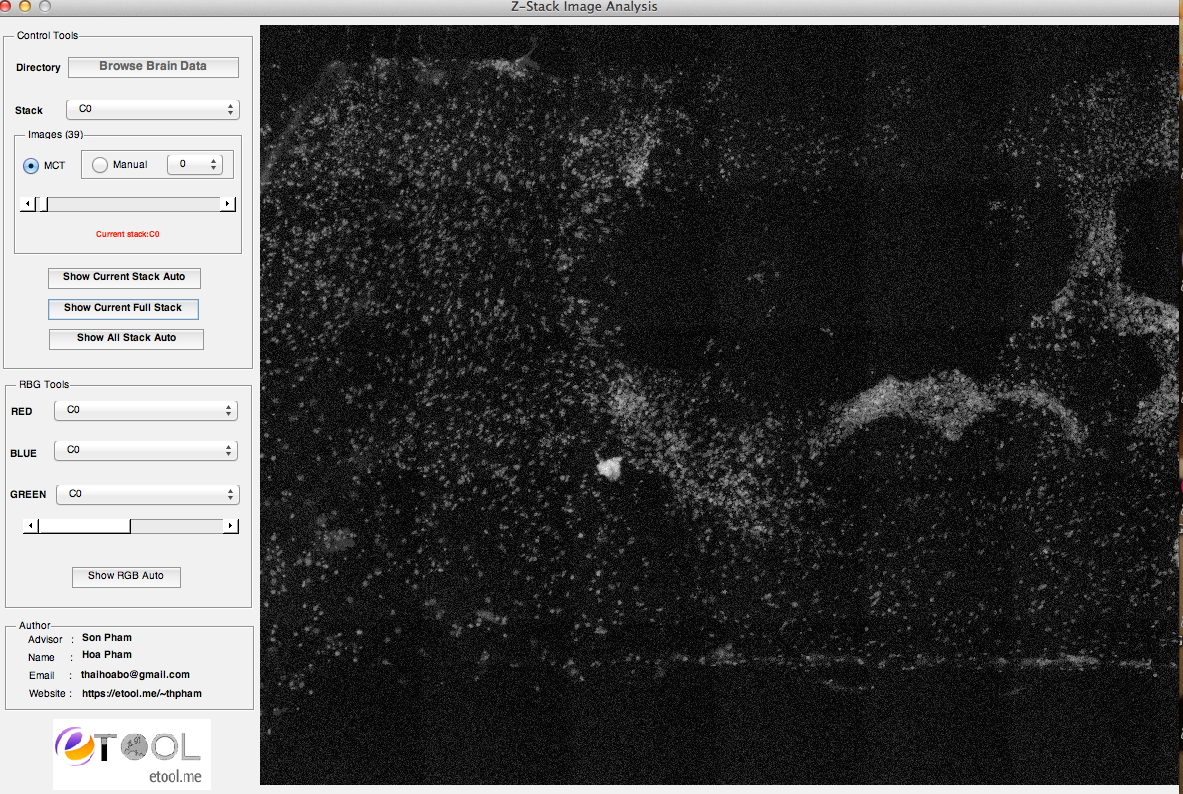 Z-Stack Image Analysis
Control Tools
Directory Browse Brain Data
Stack C0
Images (39)
MCT Manual 0
Current stack:C0
Show Current Stack Auto
Show Current Full Stack
Show All Stack Auto
RBG Tools
RED C0
BLUE C0
GREEN C0
Show RGB Auto
Author
Advisor : Son Pham
Name : Hoa Pham
Email : thaihoabo@gmail.com
Website : https://etool.me/~thpham
eTOOL
etool.me